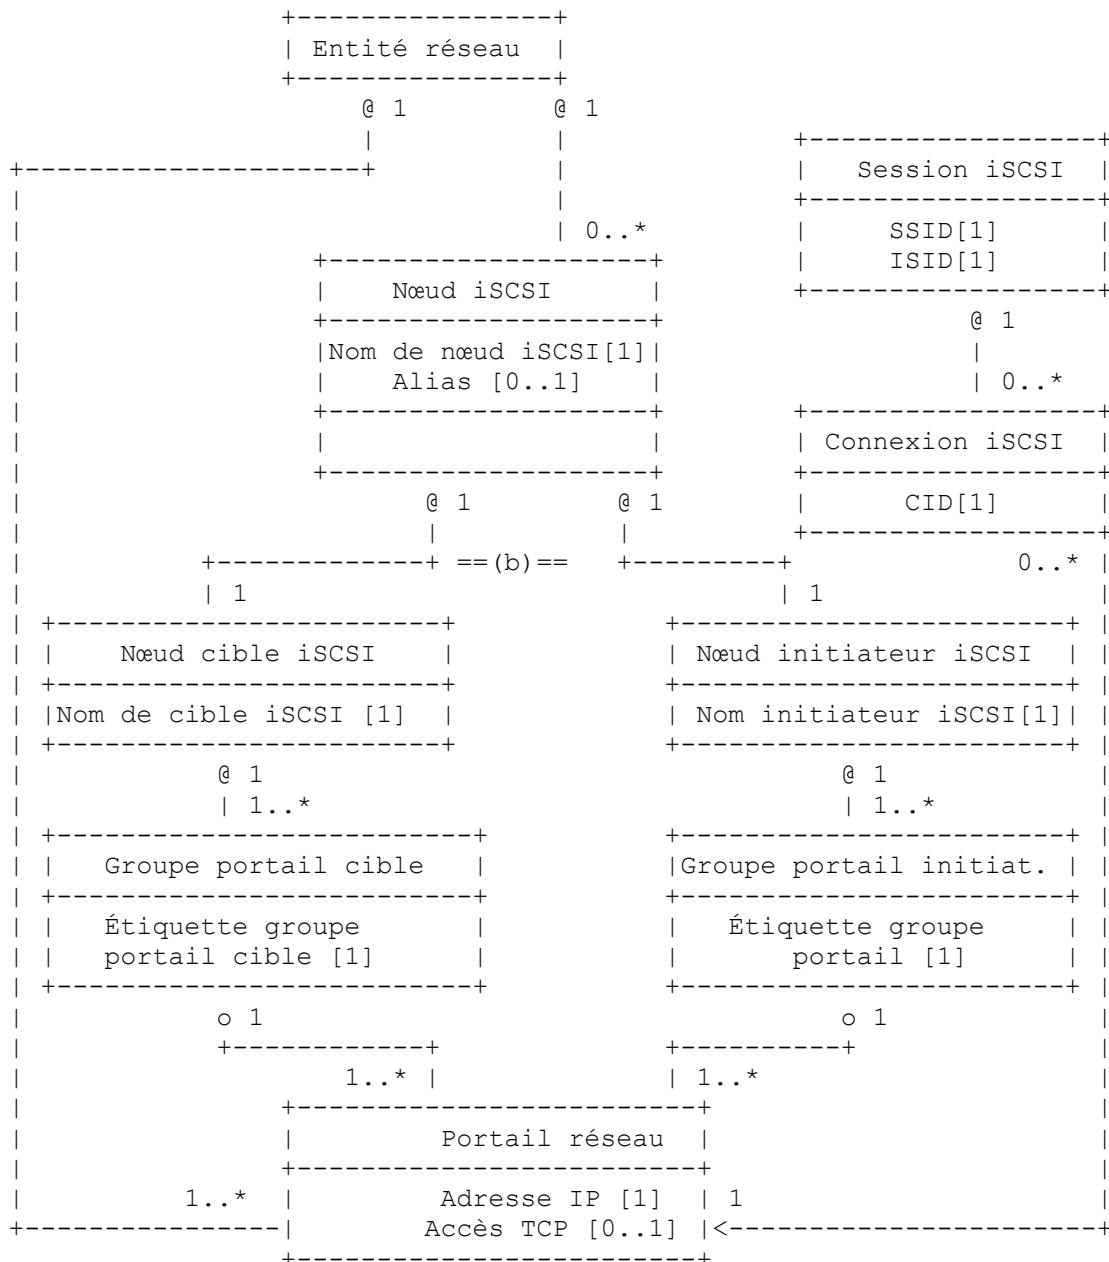 Entité réseau
@ 1 @ 1
Session iSCSI
0..* SSID[1]
ISID[1]
Nœud iSCSI
@ 1
Nom de nœud iSCSI[1]
Alias [0..1] 0..*
Connexion iSCSI
@ 1 @ 1 CID[1]
==(b)== 0..*
1 1
Nœud cible iSCSI Nœud initiateur iSCSI
Nom de cible iSCSI [1] Nom initiateur iSCSI[1]
@ 1 @ 1
1..* 1..*
Groupe portail cible Groupe portail initiat.
Étiquette groupe Étiquette groupe
portail cible [1] portail [1]
o 1 o 1
1..* 1..*
Portail réseau
1..* Adresse IP [1] 1
Accès TCP [0..1] <